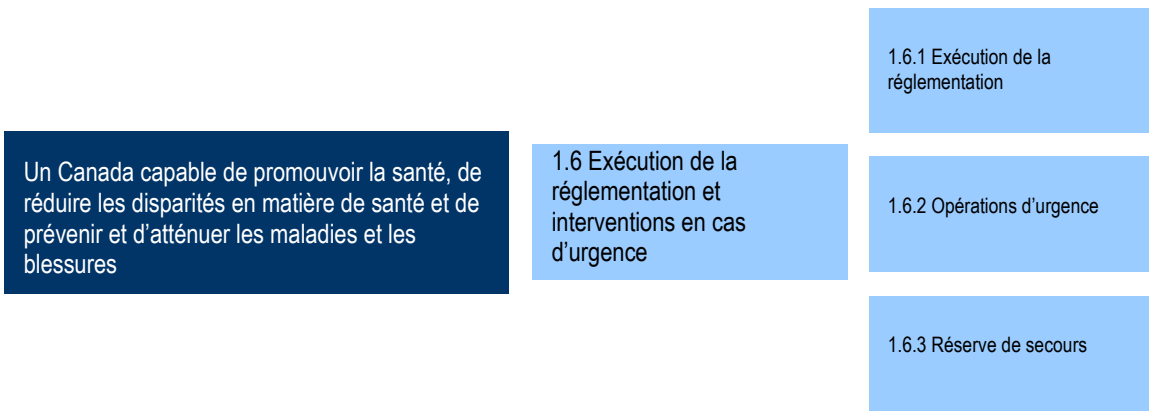 Un Canada capable de promouvoir la santé, de
réduire les disparités en matière de santé et de
prévenir et d'atténuer les maladies et les
blessures
1.6 Exécution de la
réglementation et
interventions en cas
d'urgence
1.6.1 Exécution de la
réglementation
1.6.2 Opérations d'urgence
1.6.3 Réserve de secours